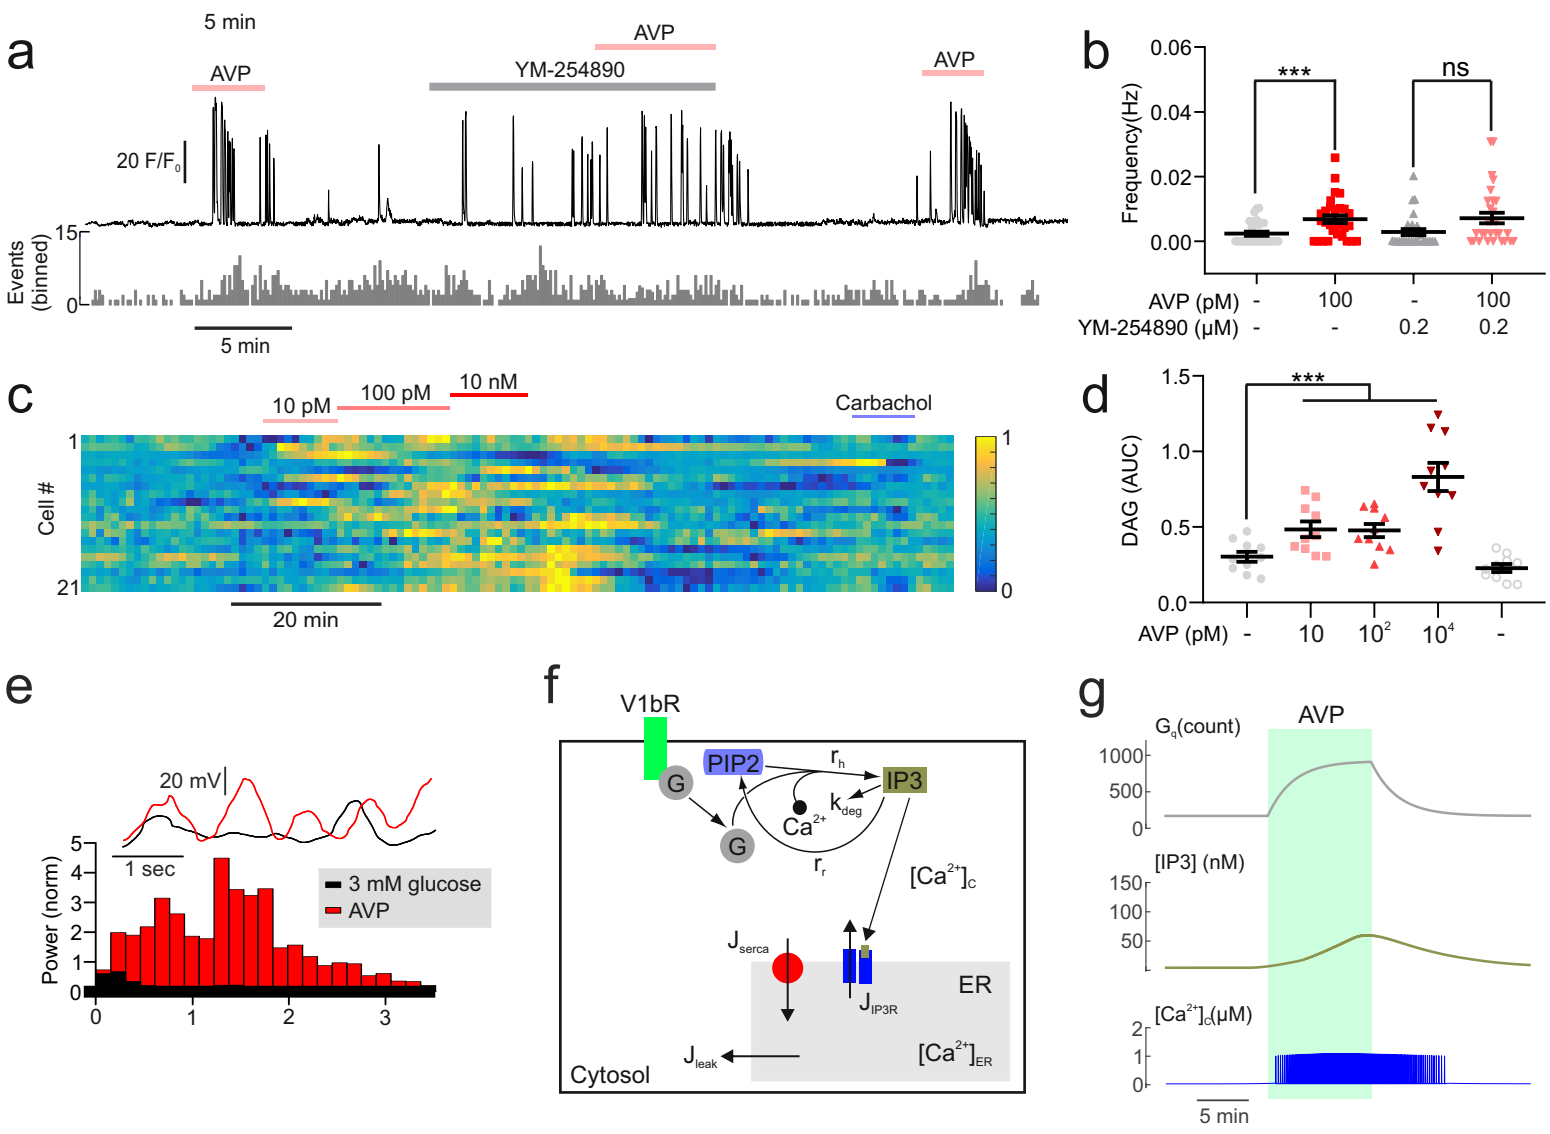 a
5 min
AVP
AVP
YM-254890
AVP
20 F/F0
15
0
Events
(binned)
5 min
b
0.06
0.04
0.02
0.00
Frequency(Hz)
***
ns
AVP (pM) - 100 - 100
YM-254890 (µM) - - 0.2 0.2
c
10 pM
100 pM
10 nM
Carbachol
1
Cell #
21
20 min
1
0
d
1.5
1.0
0.5
0.0
DAG (AUC)
***
AVP (pM) - 10 10² 10⁴ -
e
20 mV
1 sec
5
4
3
2
1
0
Power (norm)
3 mM glucose
AVP
0 1 2 3
f
V1bR
G
PIP2
rh
IP3
kdeg
Ca2+
G
rr
[Ca2+]C
Jserca
JIP3R
ER
Jleak
[Ca2+]ER
Cytosol
g
AVP
Gq(count)
1000
500
0
[IP3] (nM)
150
100
50
[Ca2+]C(µM)
2
1
0
5 min